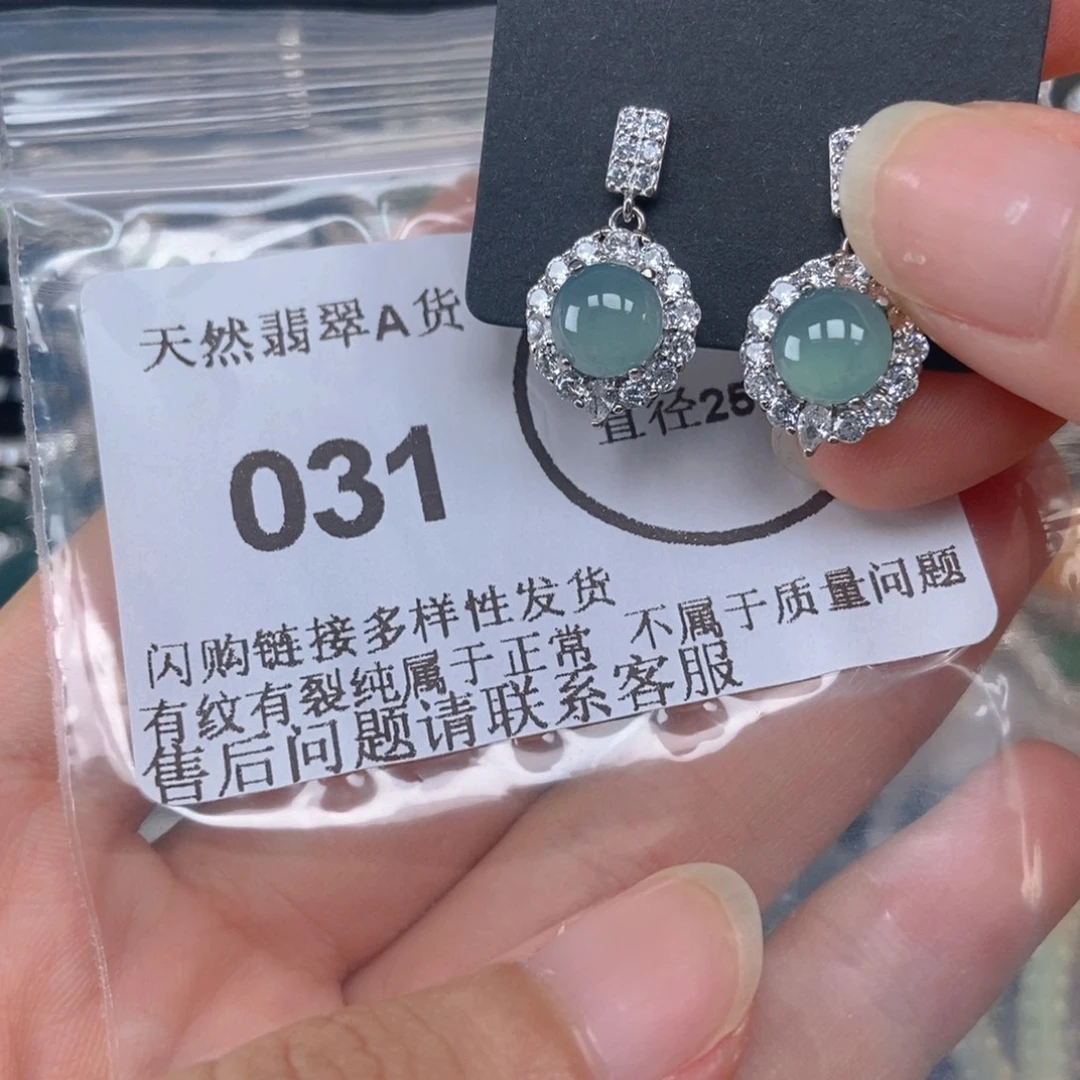 天然翡翠A货
031
直径25
闪购链接多样性发货
有纹有裂纯属于正常 不属于质量问题
售后问题请联系客服